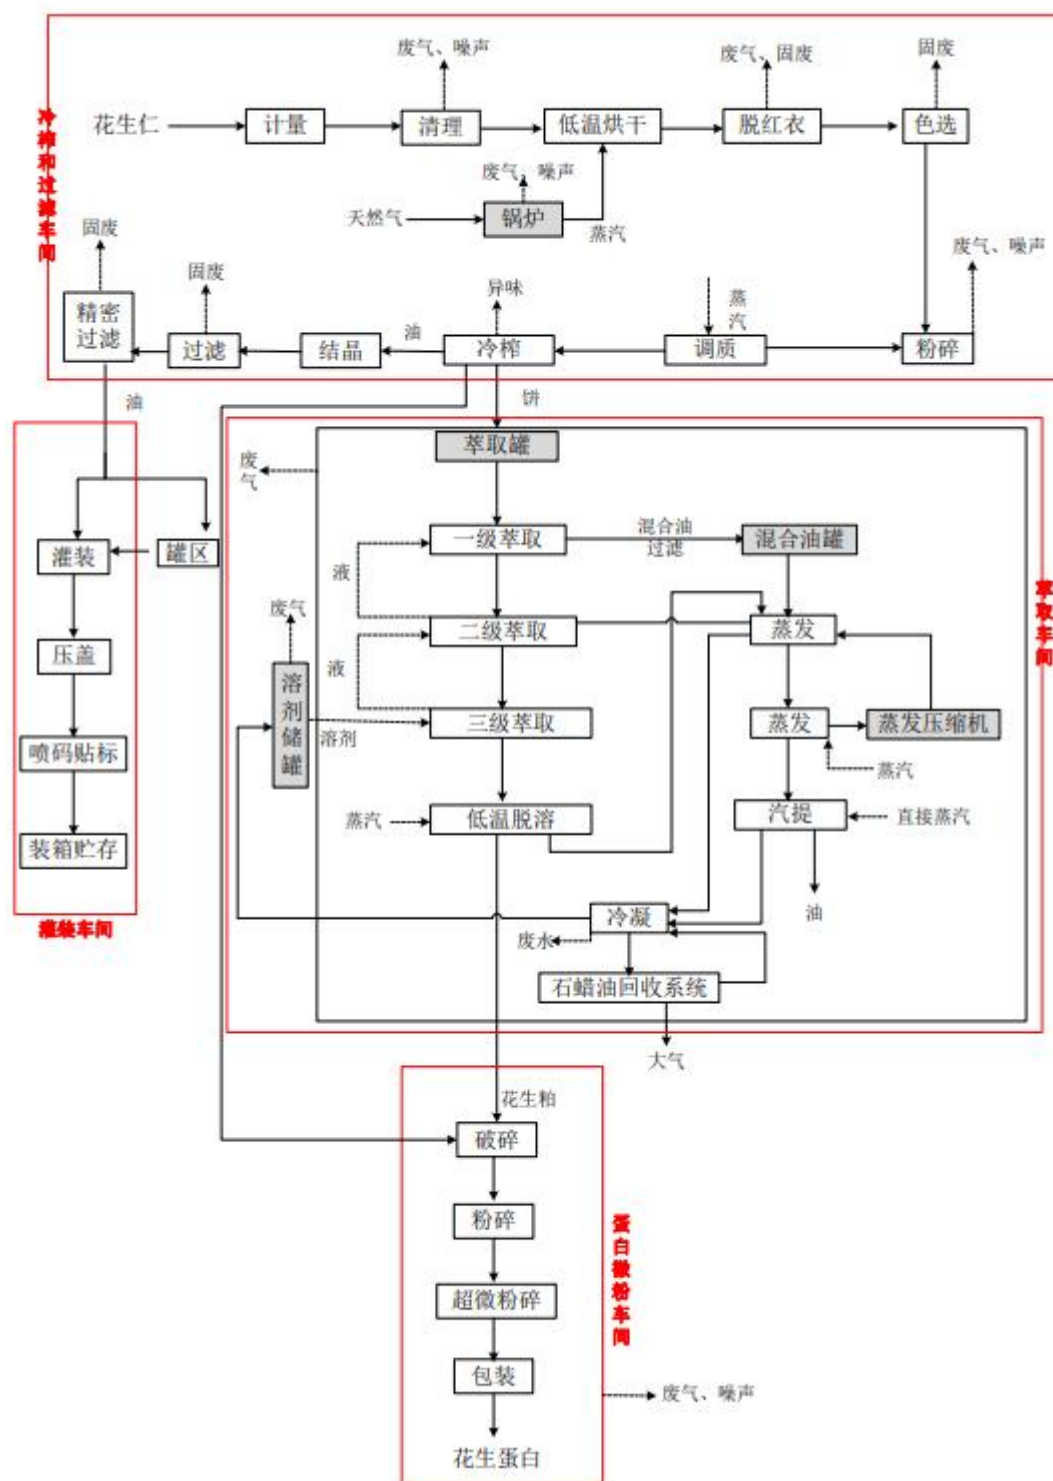 废气、噪声
废气、固废
固废
花生仁
计量
清理
低温烘干
脱红衣
色选
冷榨和过滤车间
废气、噪声
天然气
锅炉
蒸汽
固废
废气、噪声
固废
异味
蒸汽
精密
过滤
过滤
结晶
油
冷榨
调质
粉碎
油
饼
萃取罐
废气
灌装
罐区
一级萃取
混合油
过滤
混合油罐
液
废气
二级萃取
蒸发
萃取车间
压盖
液
溶剂储罐
溶剂
三级萃取
蒸发
蒸发压缩机
喷码贴标
蒸汽
蒸汽
低温脱溶
汽提
直接蒸汽
装箱贮存
油
灌装车间
冷凝
废水
石蜡油回收系统
大气
花生粕
破碎
粉碎
蛋白微粉车间
超微粉碎
包装
废气、噪声
花生蛋白